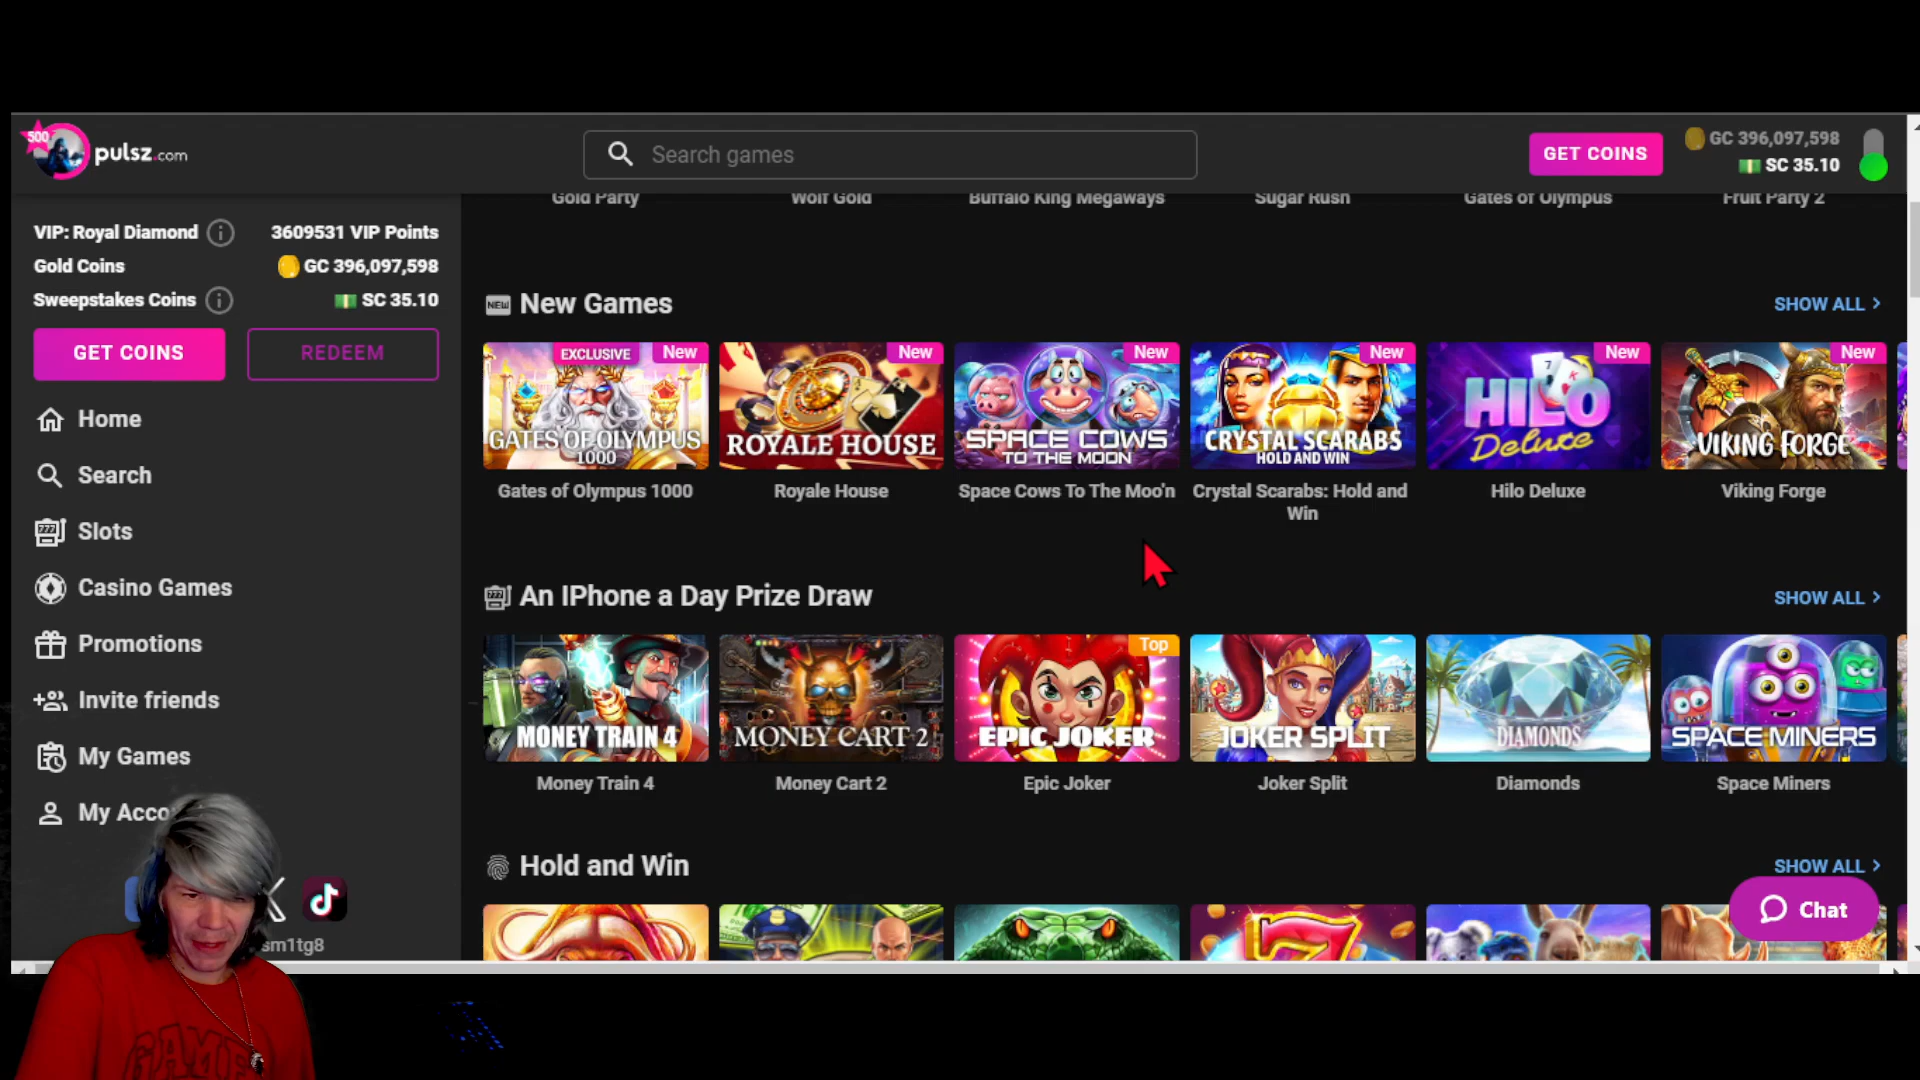 500
pulsz.com
Search games
GET COINS
GC 396,097,598
SC 35.10
VIP: Royal Diamond
3609531 VIP Points
Gold Coins
GC 396,097,598
Sweepstakes Coins
SC 35.10
GET COINS
REDEEM
Home
Search
Slots
Casino Games
Promotions
Invite friends
My Games
My Acco
sm1tg8
GAME
Gold Party
Wolf Gold
Buffalo King Megaways
Sugar Rush
Gates of Olympus
Fruit Party 2
NEW
New Games
SHOW ALL
EXCLUSIVE
New
GATES OF OLYMPUS
1000
New
ROYALE HOUSE
New
SPACE COWS
TO THE MOON
New
CRYSTAL SCARABS
HOLD AND WIN
New
7 K
HILO
Deluxe
New
VIKING FORGE
Gates of Olympus 1000
Royale House
Space Cows To The Moo'n
Crystal Scarabs: Hold and
Win
Hilo Deluxe
Viking Forge
777
An IPhone a Day Prize Draw
SHOW ALL
MONEY TRAIN 4
MONEY CART 2
Top
EPIC JOKER
JOKER SPLIT
DIAMONDS
SPACE MINERS
Money Train 4
Money Cart 2
Epic Joker
Joker Split
Diamonds
Space Miners
Hold and Win
SHOW ALL
Chat